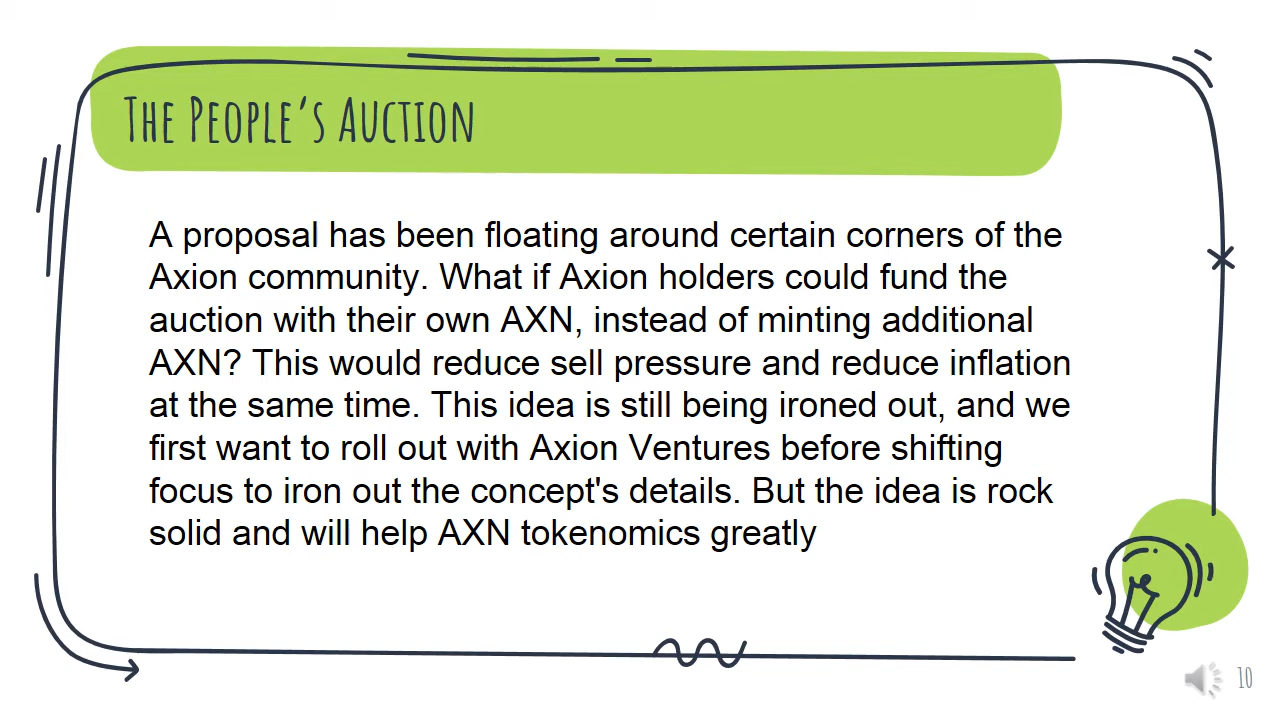 The People's Auction
A proposal has been floating around certain corners of the
Axion community. What if Axion holders could fund the
auction with their own AXN, instead of minting additional
AXN? This would reduce sell pressure and reduce inflation
at the same time. This idea is still being ironed out, and we
first want to roll out with Axion Ventures before shifting
focus to iron out the concept's details. But the idea is rock
solid and will help AXN tokenomics greatly
10